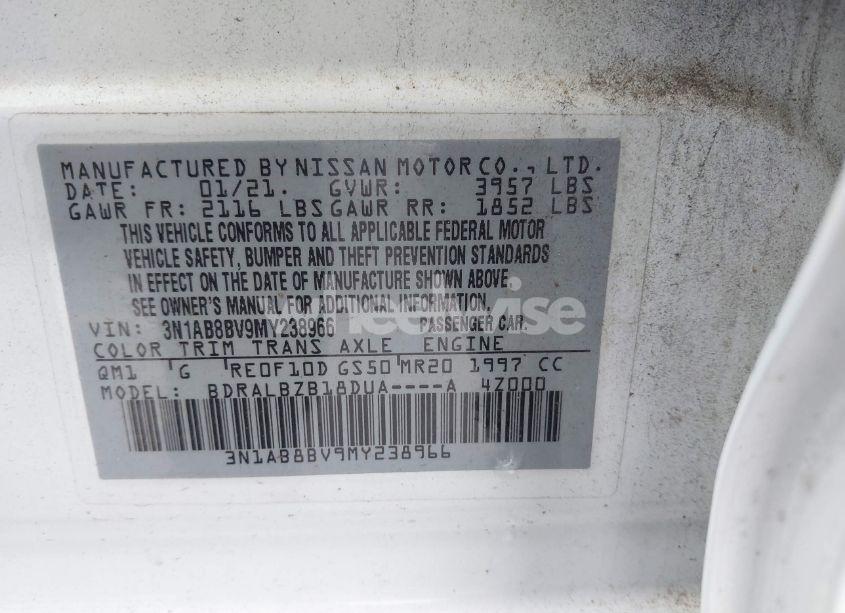 MANUFACTURED BY NISSAN MOTOR CO., LTD.
DATE: 01/21. GVWR: 3957 LBS
GAWR FR: 2116 LBS GAWR RR: 1852 LBS
THIS VEHICLE CONFORMS TO ALL APPLICABLE FEDERAL MOTOR
VEHICLE SAFETY, BUMPER AND THEFT PREVENTION STANDARDS
IN EFFECT ON THE DATE OF MANUFACTURE SHOWN ABOVE.
SEE OWNER'S MANUAL FOR ADDITIONAL INFORMATION.
VIN: 3N1AB8BV9MY238966 PASSENGER CAR.
COLOR TRIM TRANS AXLE ENGINE
QM1 G RE0F10D GS50 MR20 1997 CC
MODEL: BDRALBZB18DUA----A 4Z000
3N1AB8BV9MY238966